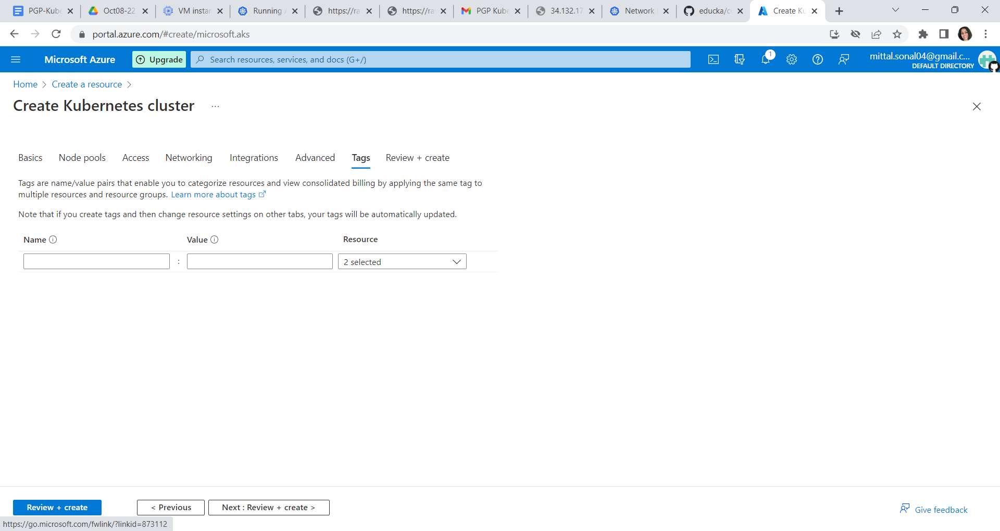 PGP-Kube
Oct08-22
VM instan
Running A
https://ra
https://ra
PGP Kube
34.132.17
Network
educka/co
Create Ku
portal.azure.com/#create/microsoft.aks
Microsoft Azure
Upgrade
Search resources, services, and docs (G+/)
1
mittal.sonal04@gmail.c...
DEFAULT DIRECTORY
Home > Create a resource >
Create Kubernetes cluster ...
Basics Node pools Access Networking Integrations Advanced Tags Review + create
Tags are name/value pairs that enable you to categorize resources and view consolidated billing by applying the same tag to
multiple resources and resource groups. Learn more about tags
Note that if you create tags and then change resource settings on other tabs, your tags will be automatically updated.
Name Value Resource
: 2 selected
Review + create < Previous Next : Review + create >
Give feedback
https://go.microsoft.com/fwlink/?linkid=873112